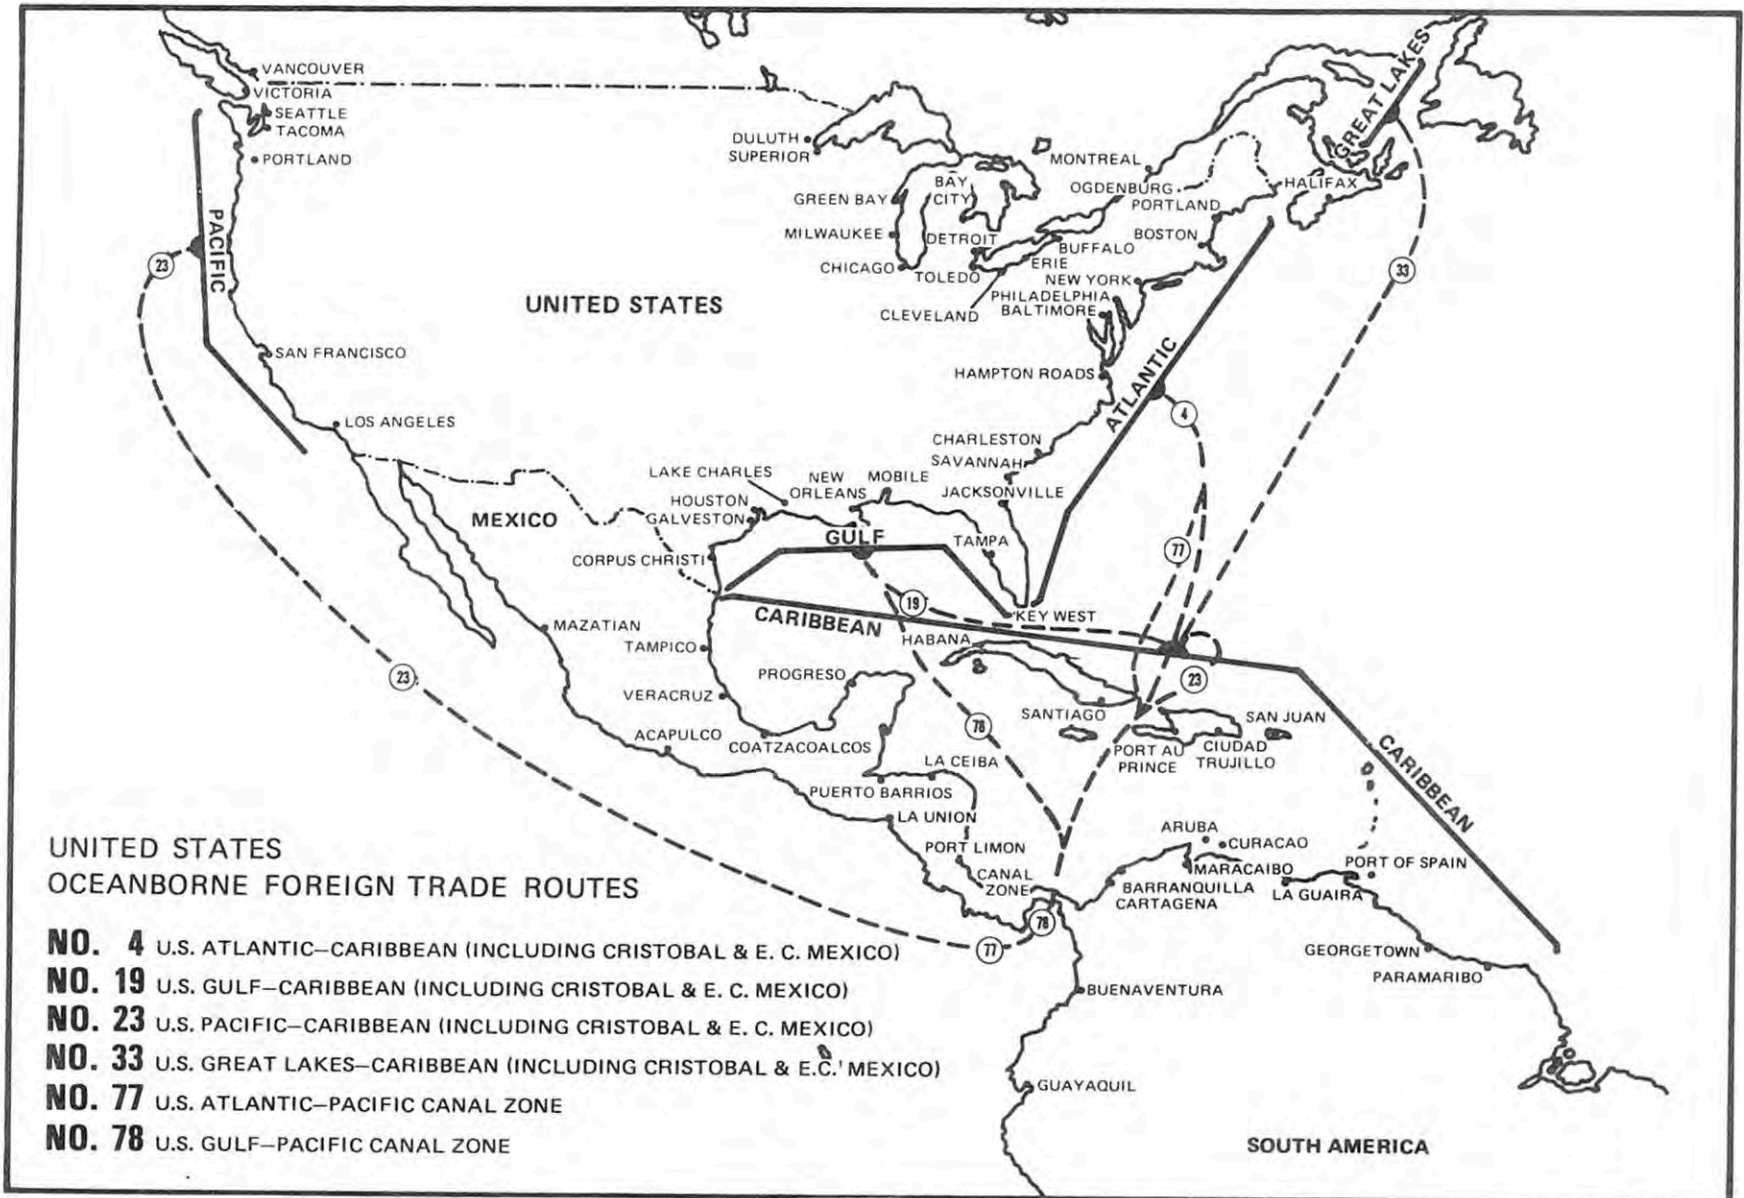 VANCOUVER
VICTORIA
SEATTLE
TACOMA
PORTLAND
PACIFIC
23
SAN FRANCISCO
LOS ANGELES
UNITED STATES
DULUTH
SUPERIOR
GREEN BAY
BAY
CITY
MILWAUKEE
DETROIT
CHICAGO
TOLEDO
CLEVELAND
ERIE
BUFFALO
MONTREAL
OGDENBURG
PORTLAND
BOSTON
NEW YORK
PHILADELPHIA
BALTIMORE
HALIFAX
GREAT LAKES
33
HAMPTON ROADS
ATLANTIC
4
CHARLESTON
SAVANNAH
JACKSONVILLE
LAKE CHARLES
NEW
ORLEANS
MOBILE
HOUSTON
GALVESTON
MEXICO
GULF
TAMPA
CORPUS CHRISTI
77
19
KEY WEST
CARIBBEAN
HABANA
MAZATIAN
TAMPICO
23
PROGRESO
VERACRUZ
23
78
SANTIAGO
SAN JUAN
ACAPULCO
COATZACOALCOS
PORT AU
PRINCE
CIUDAD
TRUJILLO
CARIBBEAN
LA CEIBA
PUERTO BARRIOS
LA UNION
PORT LIMON
CANAL
ZONE
ARUBA
CURACAO
MARACAIBO
BARRANQUILLA
CARTAGENA
LA GUAIRA
PORT OF SPAIN
78
77
GEORGETOWN
PARAMARIBO
BUENAVENTURA
GUAYAQUIL
SOUTH AMERICA
UNITED STATES
OCEANBORNE FOREIGN TRADE ROUTES
NO. 4 U.S. ATLANTIC–CARIBBEAN (INCLUDING CRISTOBAL & E. C. MEXICO)
NO. 19 U.S. GULF–CARIBBEAN (INCLUDING CRISTOBAL & E. C. MEXICO)
NO. 23 U.S. PACIFIC–CARIBBEAN (INCLUDING CRISTOBAL & E. C. MEXICO)
NO. 33 U.S. GREAT LAKES–CARIBBEAN (INCLUDING CRISTOBAL & E.C. MEXICO)
NO. 77 U.S. ATLANTIC–PACIFIC CANAL ZONE
NO. 78 U.S. GULF–PACIFIC CANAL ZONE